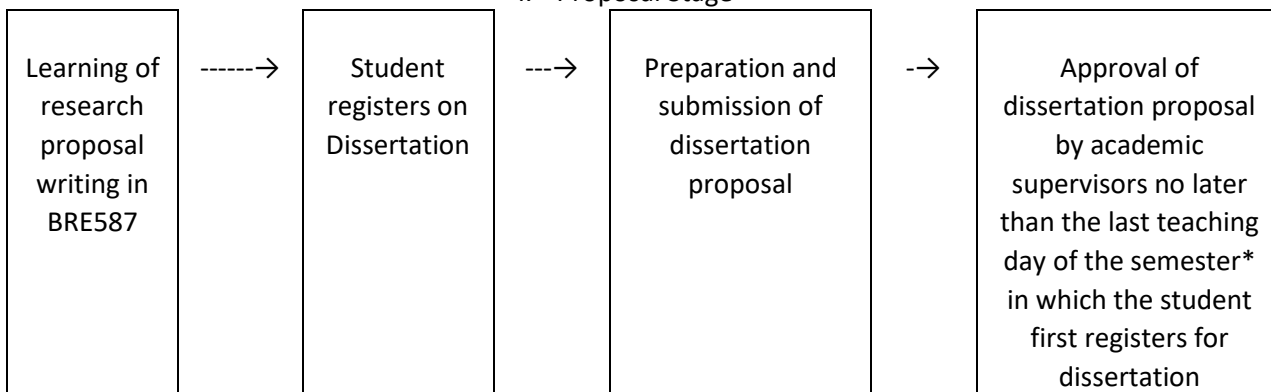 Proposal Stage
Learning of
research
proposal
writing in
BRE587
------→
Student
registers on
Dissertation
---→
Preparation and
submission of
dissertation
proposal
-→
Approval of
dissertation proposal
by academic
supervisors no later
than the last teaching
day of the semester*
in which the student
first registers for
dissertation